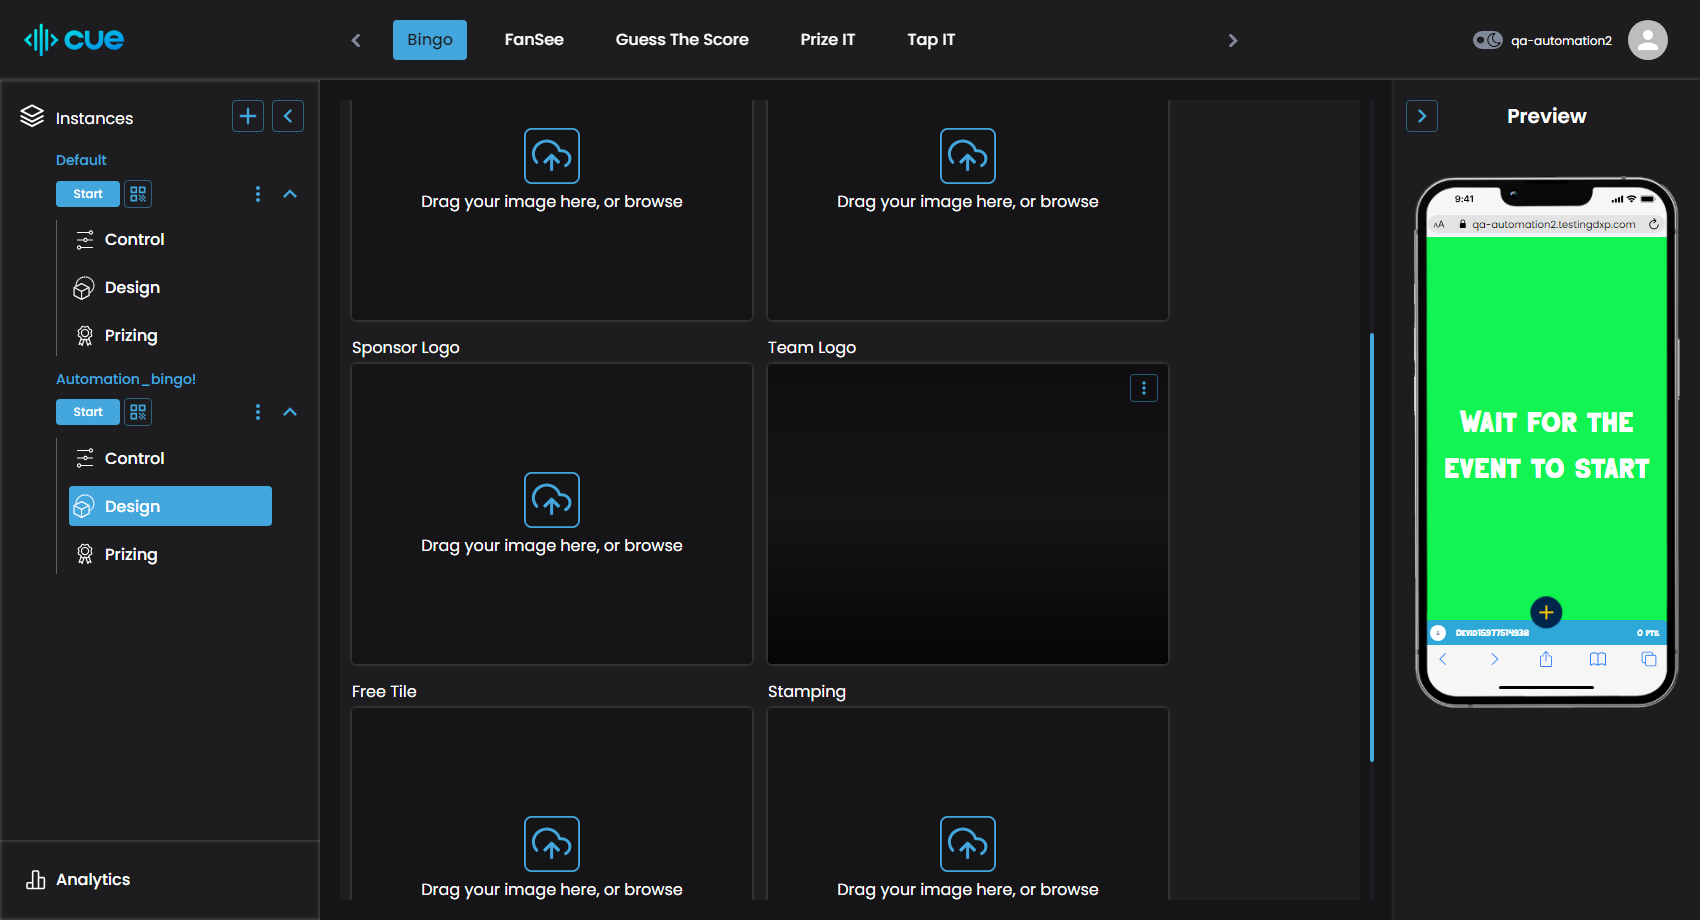 cue
Bingo
FanSee
Guess The Score
Prize IT
Tap IT
qa-automation2
Instances
Default
Start
Control
Design
Prizing
Automation_bingo!
Start
Control
Design
Prizing
Analytics
Drag your image here, or browse
Drag your image here, or browse
Sponsor Logo
Team Logo
Drag your image here, or browse
Free Tile
Stamping
Drag your image here, or browse
Drag your image here, or browse
Preview
9:41
AA qa-automation2.testingdxp.com
WAIT FOR THE
EVENT TO START
0 PTS.